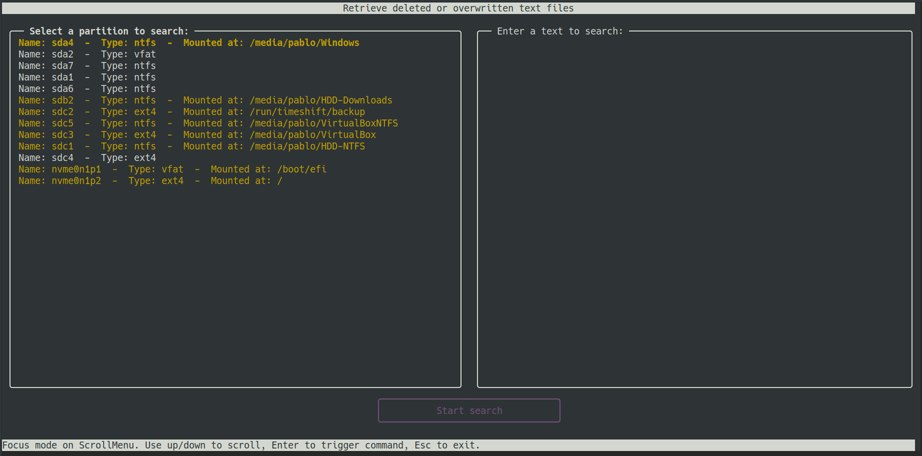 Retrieve deleted or overwritten text files
Select a partition to search:
Name: sda4  -  Type: ntfs  -  Mounted at: /media/pablo/Windows
Name: sda2  -  Type: vfat
Name: sda7  -  Type: ntfs
Name: sda1  -  Type: ntfs
Name: sda6  -  Type: ntfs
Name: sdb2  -  Type: ntfs  -  Mounted at: /media/pablo/HDD-Downloads
Name: sdc2  -  Type: ext4  -  Mounted at: /run/timeshift/backup
Name: sdc5  -  Type: ntfs  -  Mounted at: /media/pablo/VirtualBoxNTFS
Name: sdc3  -  Type: ext4  -  Mounted at: /media/pablo/VirtualBox
Name: sdc1  -  Type: ntfs  -  Mounted at: /media/pablo/HDD-NTFS
Name: sdc4  -  Type: ext4
Name: nvme0n1p1  -  Type: vfat  -  Mounted at: /boot/efi
Name: nvme0n1p2  -  Type: ext4  -  Mounted at: /
Enter a text to search:
Start search
Focus mode on ScrollMenu. Use up/down to scroll, Enter to trigger command, Esc to exit.